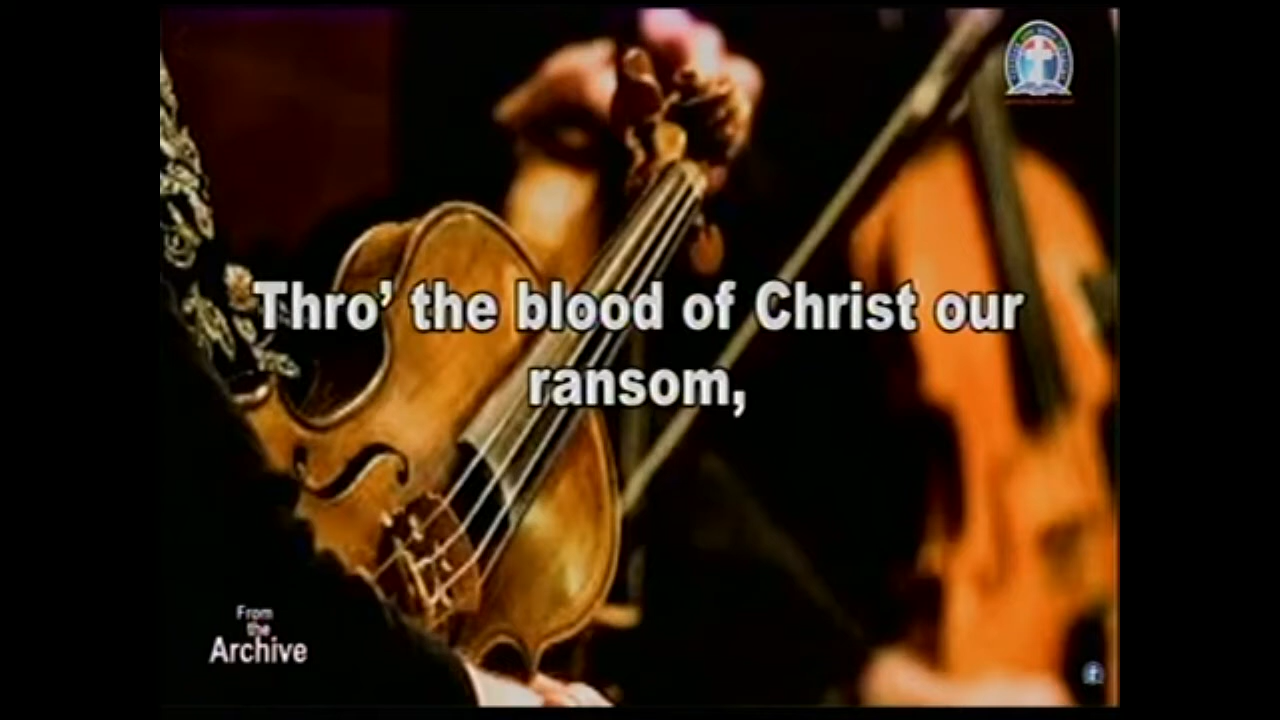 Thro’ the blood of Christ our
ransom,
From
the
Archive